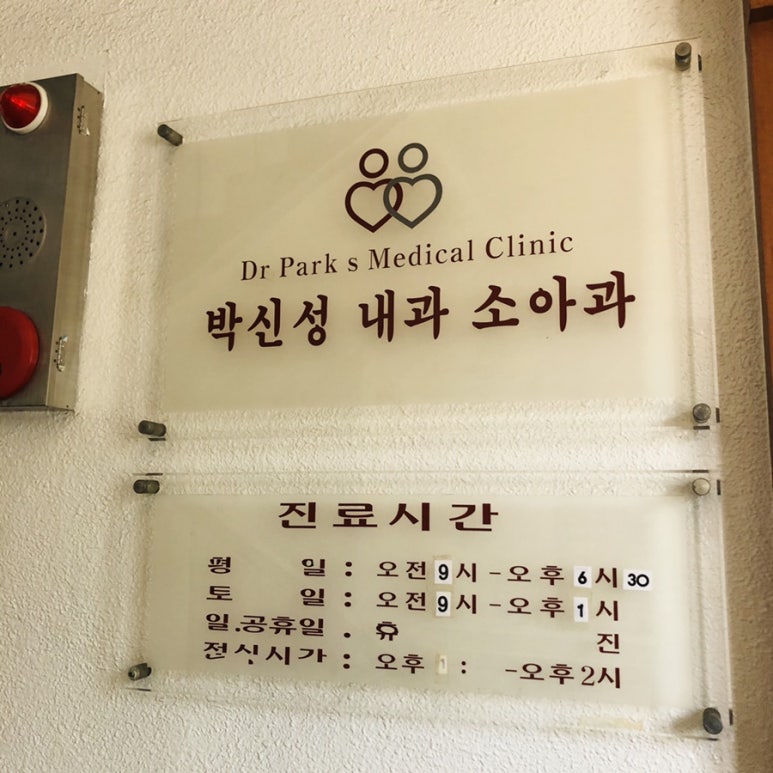 Dr Park s Medical Clinic
박신성 내과 소아과
진료시간
평 일 : 오전 9시 - 오후 6시 30
토 일 : 오전 9시 - 오후 1시
일.공휴일 . 휴 진
점심시간 : 오후 1 : - 오후 2시